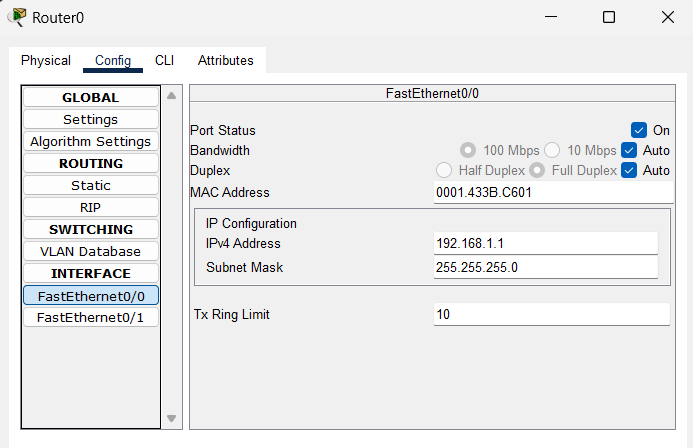 Router0
Physical Config CLI Attributes
GLOBAL
Settings
Algorithm Settings
ROUTING
Static
RIP
SWITCHING
VLAN Database
INTERFACE
FastEthernet0/0
FastEthernet0/1
FastEthernet0/0
Port Status On
Bandwidth 100 Mbps 10 Mbps Auto
Duplex Half Duplex Full Duplex Auto
MAC Address 0001.433B.C601
IP Configuration
IPv4 Address 192.168.1.1
Subnet Mask 255.255.255.0
Tx Ring Limit 10